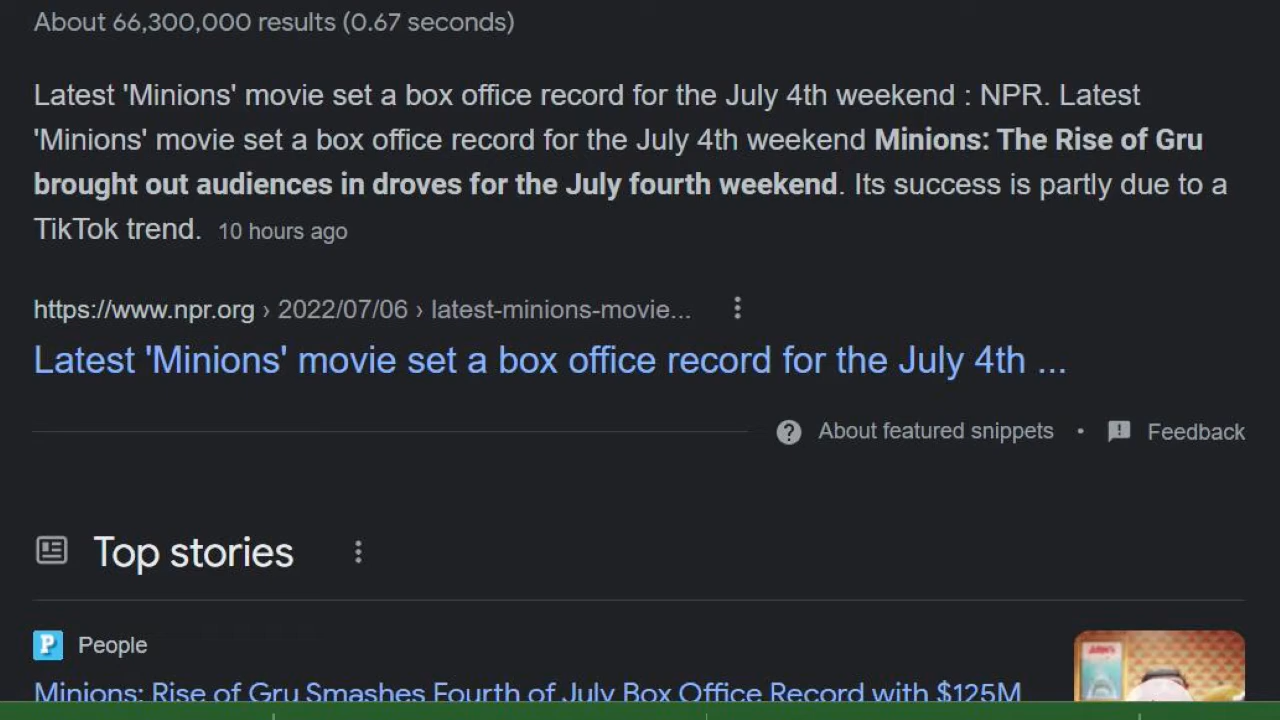 About 66,300,000 results (0.67 seconds)
Latest 'Minions' movie set a box office record for the July 4th weekend : NPR. Latest
'Minions' movie set a box office record for the July 4th weekend Minions: The Rise of Gru
brought out audiences in droves for the July fourth weekend. Its success is partly due to a
TikTok trend. 10 hours ago
https://www.npr.org › 2022/07/06 › latest-minions-movie...
Latest 'Minions' movie set a box office record for the July 4th ...
About featured snippets • Feedback
Top stories
P People
Minions: Rise of Gru Smashes Fourth of July Box Office Record with $125M